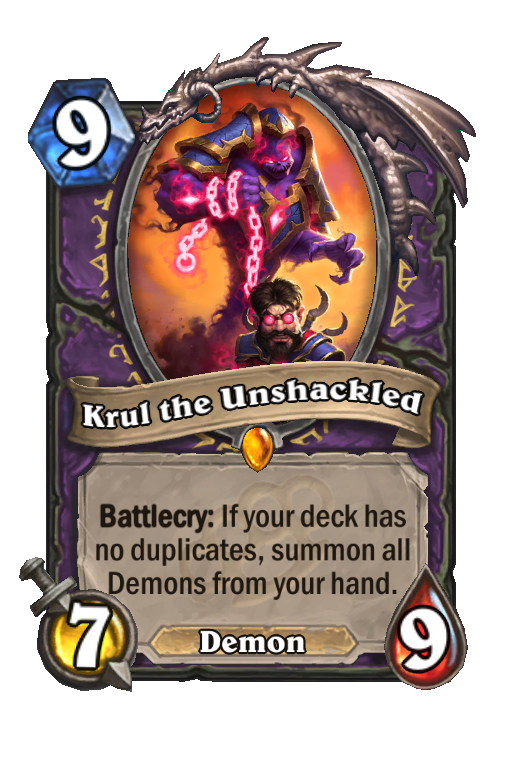 9
Krul the Unshackled
Battlecry: If your deck has
no duplicates, summon all
Demons from your hand.
7
Demon
9